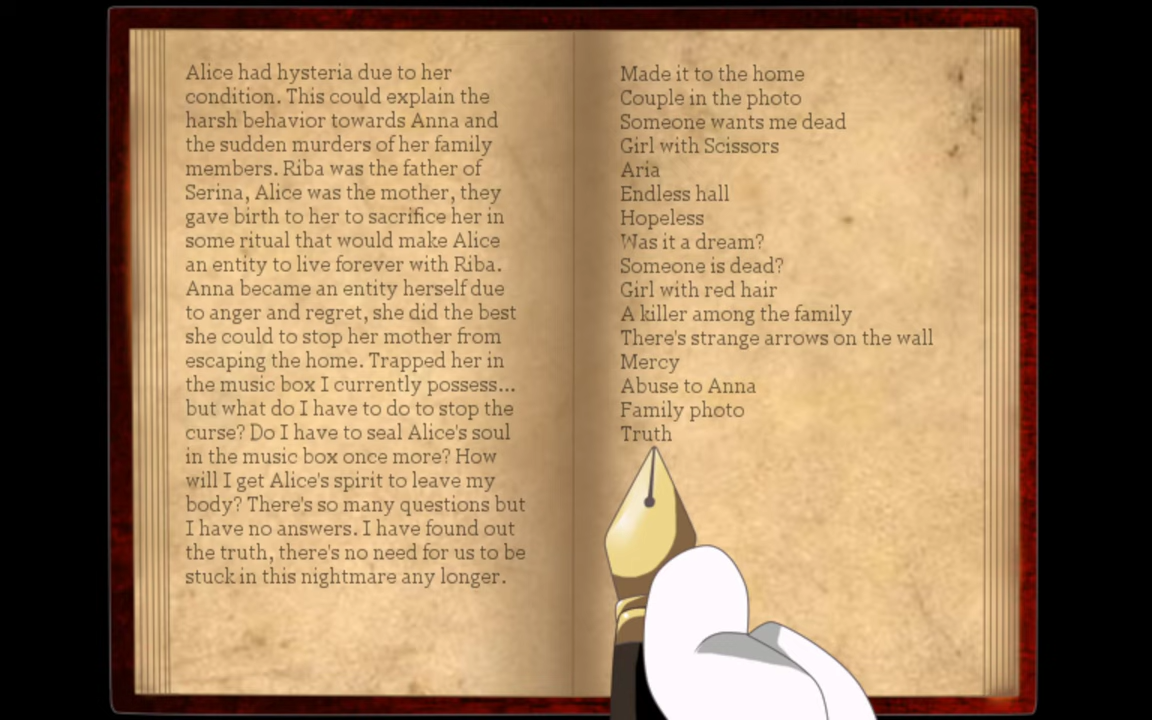 Alice had hysteria due to her
condition. This could explain the
harsh behavior towards Anna and
the sudden murders of her family
members. Riba was the father of
Serina, Alice was the mother, they
gave birth to her to sacrifice her in
some ritual that would make Alice
an entity to live forever with Riba.
Anna became an entity herself due
to anger and regret, she did the best
she could to stop her mother from
escaping the home. Trapped her in
the music box I currently possess...
but what do I have to do to stop the
curse? Do I have to seal Alice's soul
in the music box once more? How
will I get Alice's spirit to leave my
body? There's so many questions but
I have no answers. I have found out
the truth, there's no need for us to be
stuck in this nightmare any longer.
Made it to the home
Couple in the photo
Someone wants me dead
Girl with Scissors
Aria
Endless hall
Hopeless
Was it a dream?
Someone is dead?
Girl with red hair
A killer among the family
There's strange arrows on the wall
Mercy
Abuse to Anna
Family photo
Truth